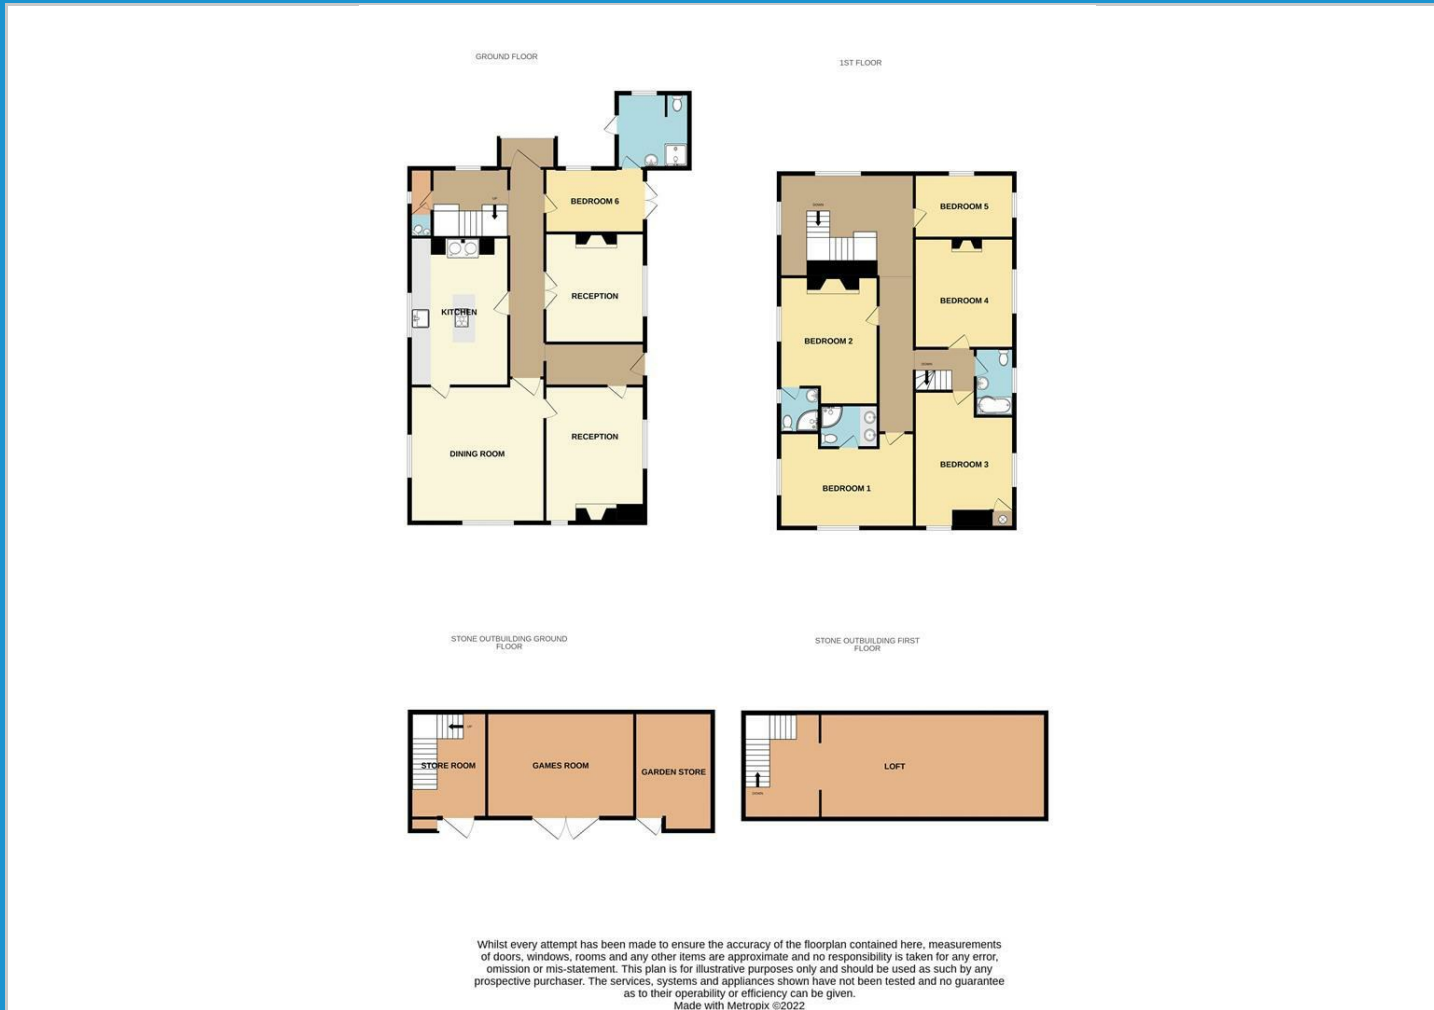 GROUND FLOOR
1ST FLOOR
UP
BEDROOM 6
RECEPTION
KITCHEN
DINING ROOM
RECEPTION
DOWN
BEDROOM 5
BEDROOM 4
BEDROOM 2
DOWN
BEDROOM 3
BEDROOM 1
STONE OUTBUILDING GROUND
FLOOR
STONE OUTBUILDING FIRST
FLOOR
UP
STORE ROOM
GAMES ROOM
GARDEN STORE
LOFT
DOWN
Whilst every attempt has been made to ensure the accuracy of the floorplan contained here, measurements
of doors, windows, rooms and any other items are approximate and no responsibility is taken for any error,
omission or mis-statement. This plan is for illustrative purposes only and should be used as such by any
prospective purchaser. The services, systems and appliances shown have not been tested and no guarantee
as to their operability or efficiency can be given.
Made with Metropix ©2022